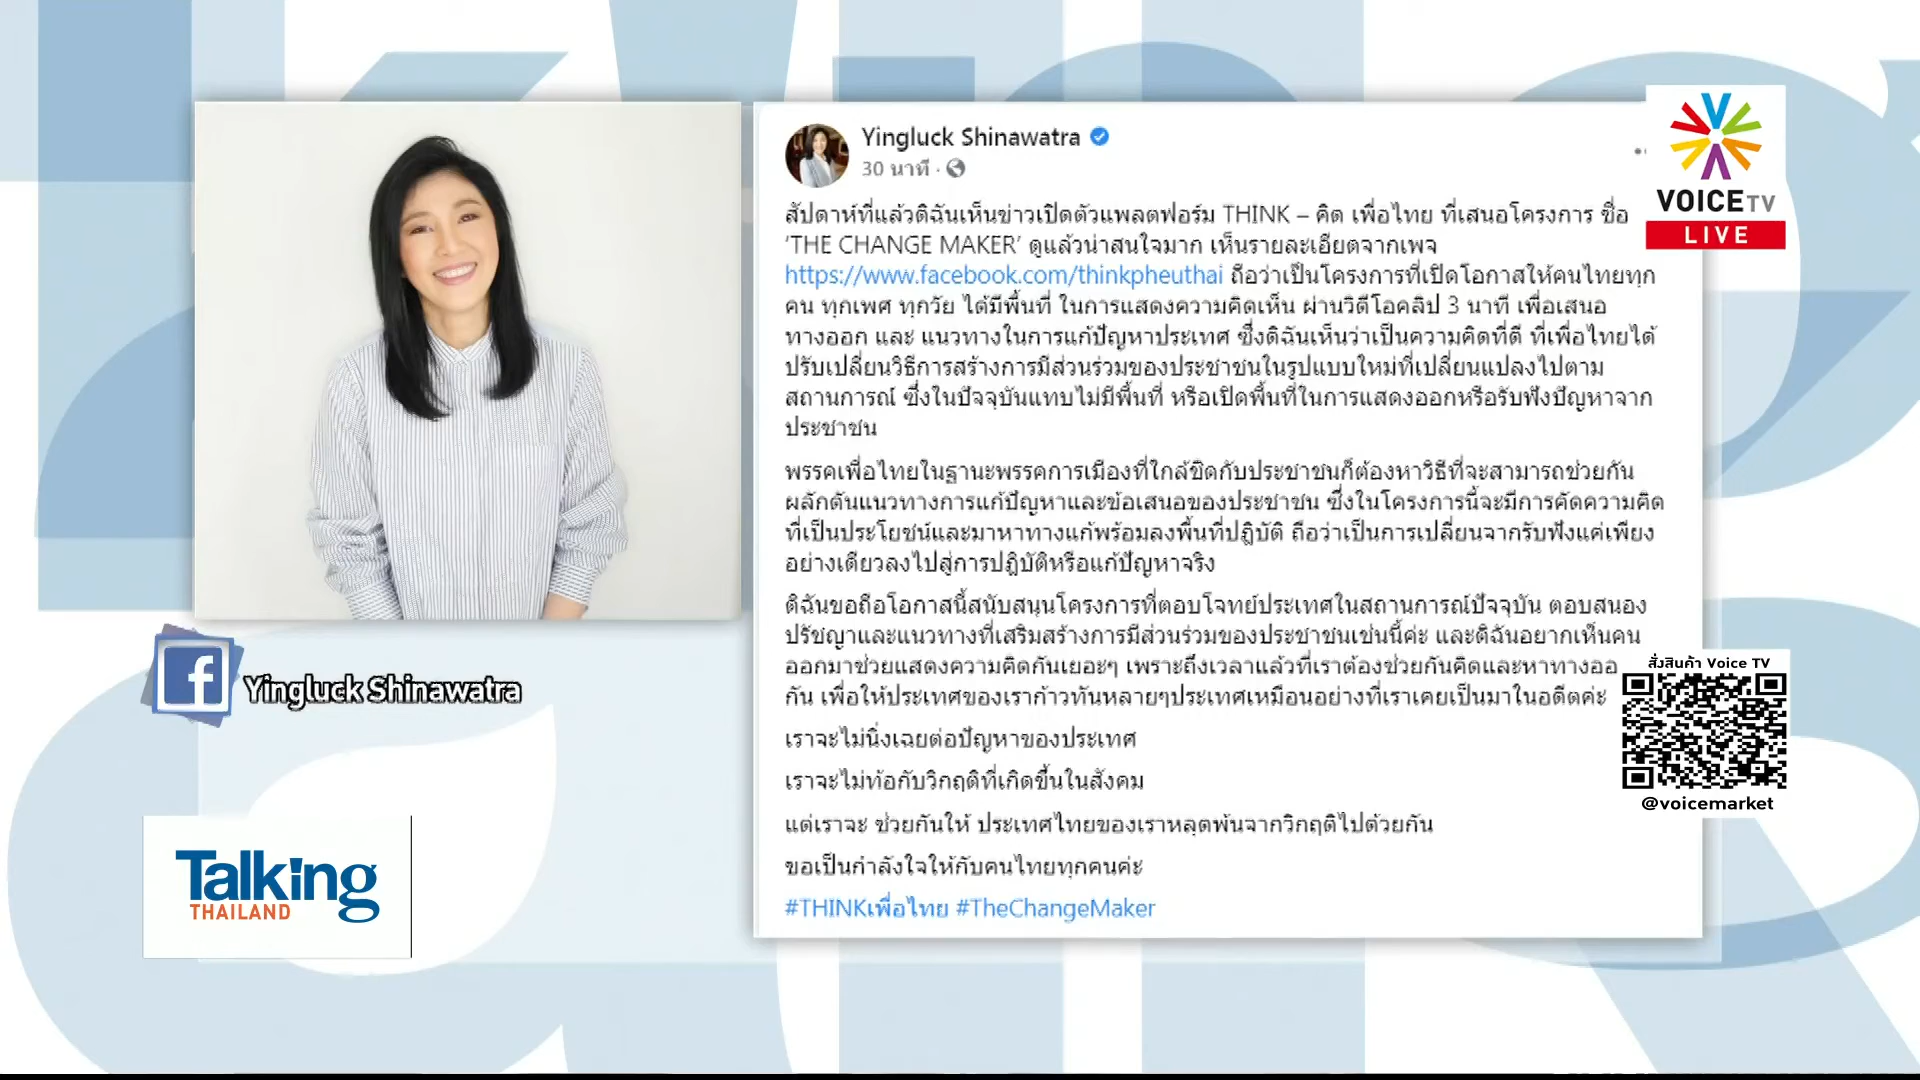 Yingluck Shinawatra
30 นาที ·
สัปดาห์ที่แล้วดิฉันเห็นข่าวเปิดตัวแพลตฟอร์ม THINK – คิด เพื่อไทย ที่เสนอโครงการ ชื่อ
‘THE CHANGE MAKER’ ดูแล้วน่าสนใจมาก เห็นรายละเอียดจากเพจ
https://www.facebook.com/thinkpheuthai ถือว่าเป็นโครงการที่เปิดโอกาสให้คนไทยทุก
คน ทุกเพศ ทุกวัย ได้มีพื้นที่ ในการแสดงความคิดเห็น ผ่านวิดีโอคลิป 3 นาที เพื่อเสนอ
ทางออก และ แนวทางในการแก้ปัญหาประเทศ ซึ่งดิฉันเห็นว่าเป็นความคิดที่ดี ที่เพื่อไทยได้
ปรับเปลี่ยนวิธีการสร้างการมีส่วนร่วมของประชาชนในรูปแบบใหม่ที่เปลี่ยนแปลงไปตาม
สถานการณ์ ซึ่งในปัจจุบันแทบไม่มีพื้นที่ หรือเปิดพื้นที่ในการแสดงออกหรือรับฟังปัญหาจาก
ประชาชน
พรรคเพื่อไทยในฐานะพรรคการเมืองที่ใกล้ชิดกับประชาชนก็ต้องหาวิธีที่จะสามารถช่วยกัน
ผลักดันแนวทางการแก้ปัญหาและข้อเสนอของประชาชน ซึ่งในโครงการนี้จะมีการคัดความคิด
ที่เป็นประโยชน์และมาหาทางแก้พร้อมลงพื้นที่ปฏิบัติ ถือว่าเป็นการเปลี่ยนจากรับฟังแค่เพียง
อย่างเดียวลงไปสู่การปฏิบัติหรือแก้ปัญหาจริง
ดิฉันขอถือโอกาสนี้สนับสนุนโครงการที่ตอบโจทย์ประเทศในสถานการณ์ปัจจุบัน ตอบสนอง
ปรัชญาและแนวทางที่เสริมสร้างการมีส่วนร่วมของประชาชนเช่นนี้ค่ะ และดิฉันอยากเห็นคน
ออกมาช่วยแสดงความคิดกันเยอะๆ เพราะถึงเวลาแล้วที่เราต้องช่วยกันคิดและหาทางออ
กัน เพื่อให้ประเทศของเราก้าวทันหลายๆประเทศเหมือนอย่างที่เราเคยเป็นมาในอดีตค่ะ
เราจะไม่นิ่งเฉยต่อปัญหาของประเทศ
เราจะไม่ท้อกับวิกฤติที่เกิดขึ้นในสังคม
แต่เราจะ ช่วยกันให้ ประเทศไทยของเราหลุดพ้นจากวิกฤติไปด้วยกัน
ขอเป็นกำลังใจให้กับคนไทยทุกคนค่ะ
#THINKเพื่อไทย #TheChangeMaker
VOICE TV
LIVE
f Yingluck Shinawatra
สั่งสินค้า Voice TV
@voicemarket
Talking
THAILAND